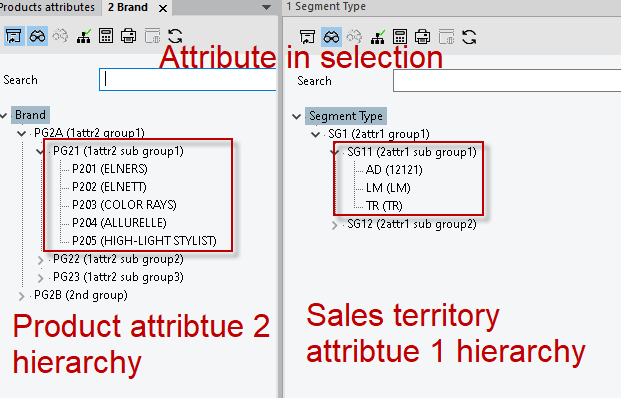 Products attributes 2 Brand
1 Segment Type
Attribute in selection
Search
Brand
PG2A (1attr2 group1)
PG21 (1attr2 sub group1)
P201 (ELNERS)
P202 (ELNETT)
P203 (COLOR RAYS)
P204 (ALLURELLE)
P205 (HIGH-LIGHT STYLIST)
PG22 (1attr2 sub group2)
PG23 (1attr2 sub group3)
PG2B (2nd group)
Product attribtue 2
hierarchy
Search
Segment Type
SG1 (2attr1 group1)
SG11 (2attr1 sub group1)
AD (12121)
LM (LM)
TR (TR)
SG12 (2attr1 sub group2)
Sales territory
attribtue 1 hierarchy